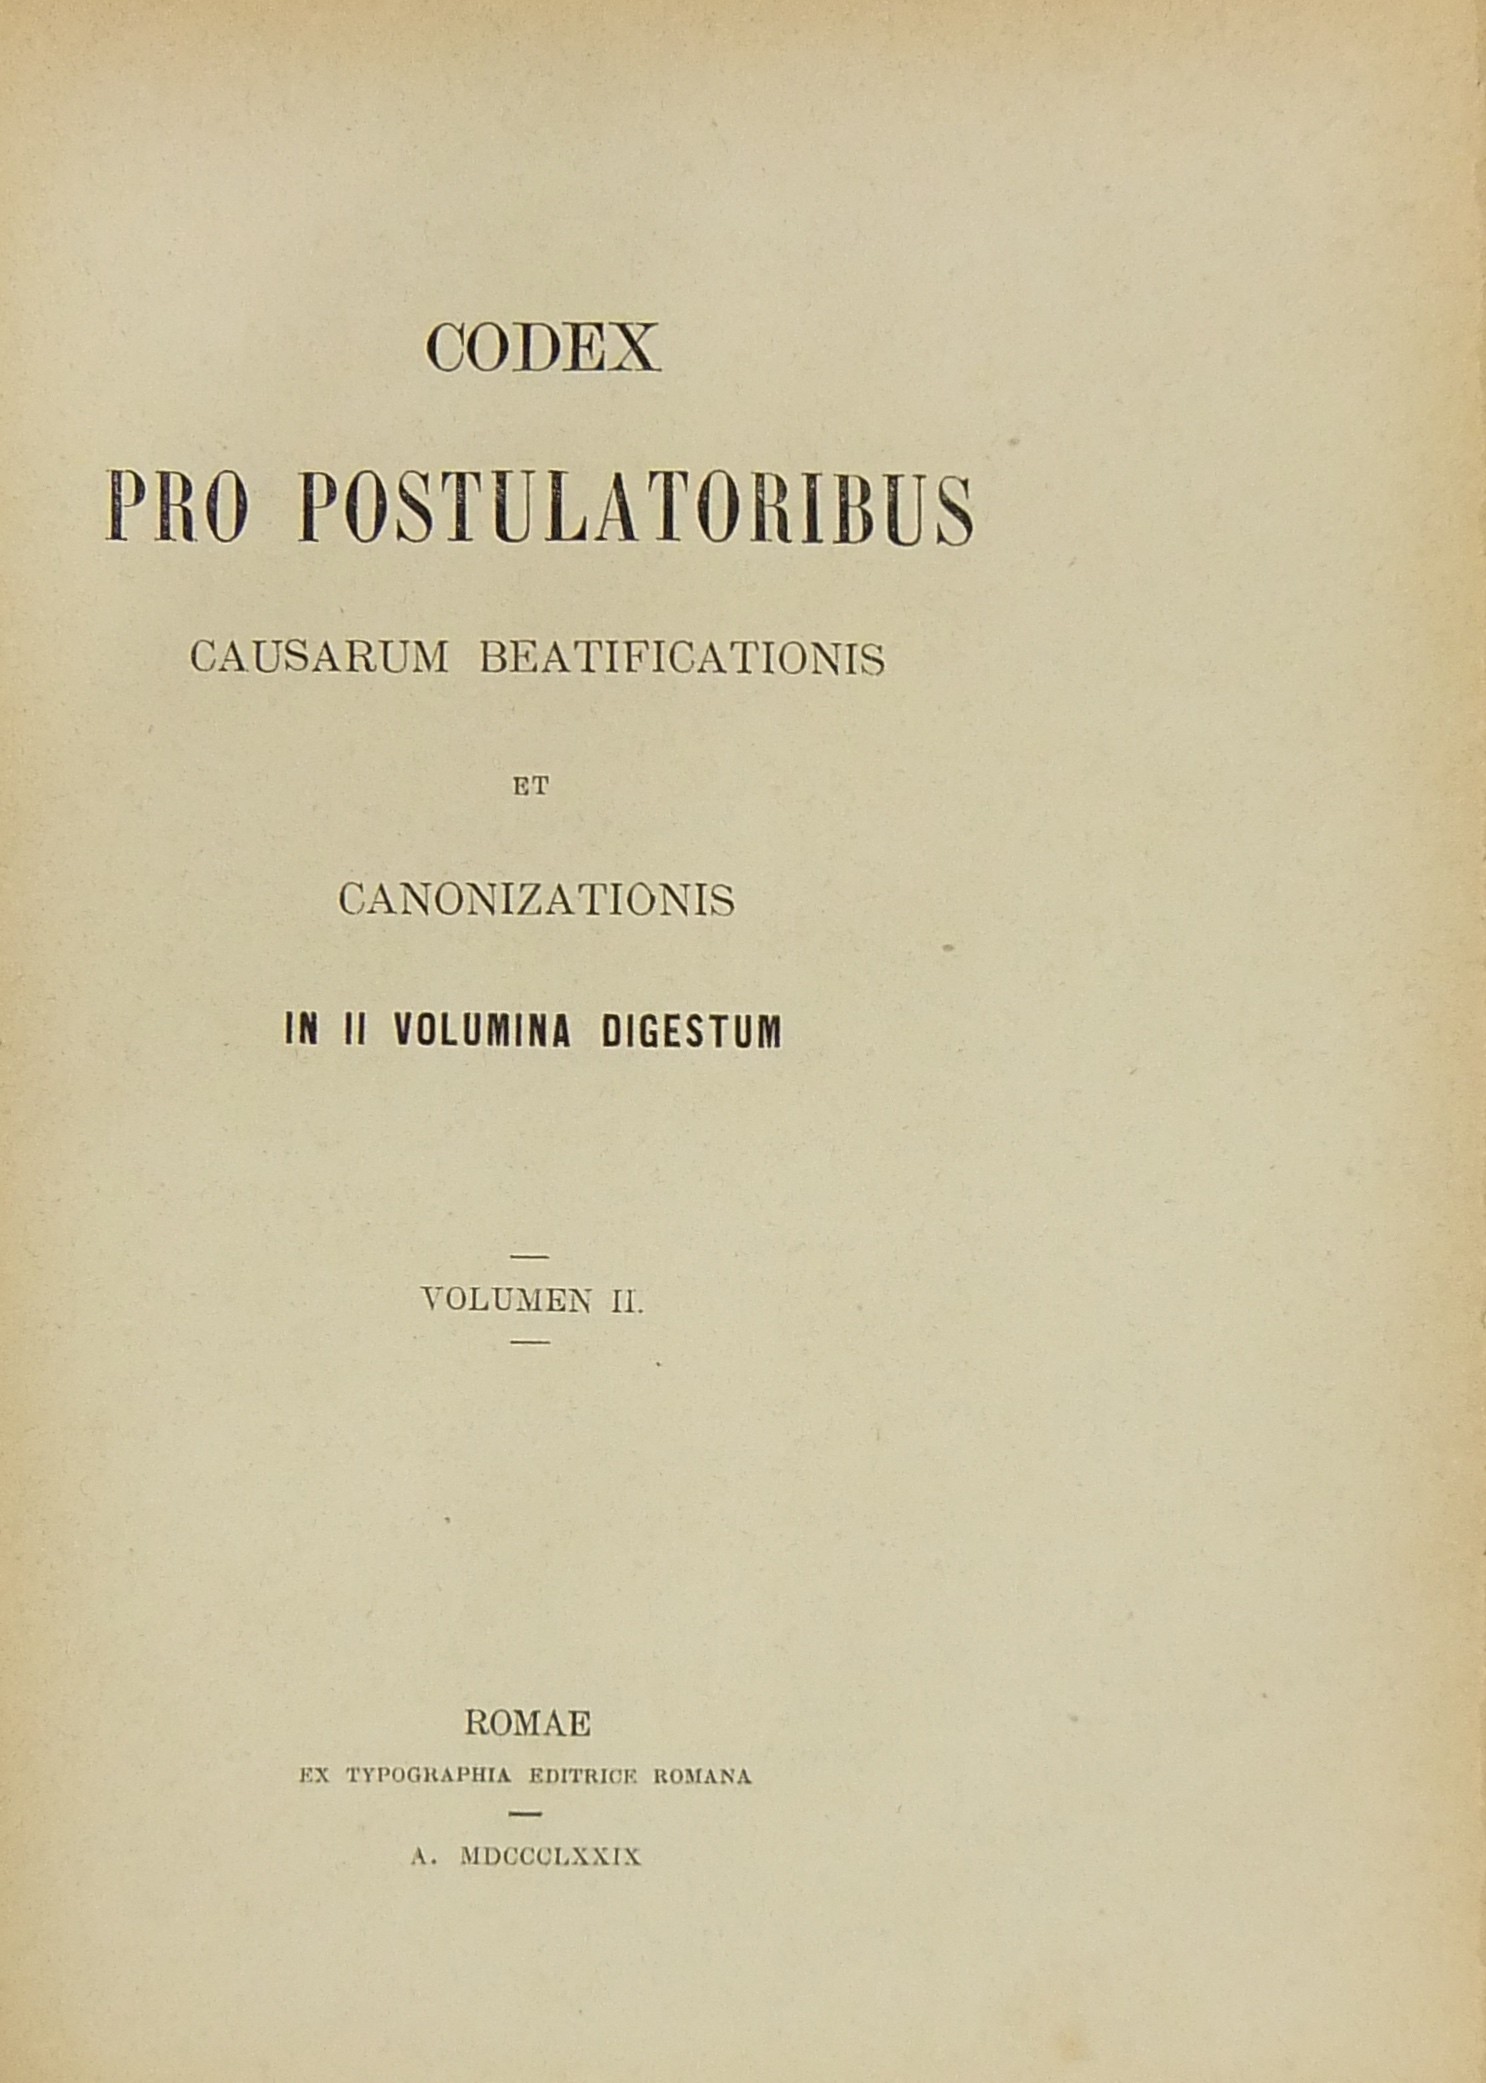 CODEX
PRO POSTULATORIBUS
CAUSARUM BEATIFICATIONIS
ET
CANONIZATIONIS
IN II VOLUMINA DIGESTUM
VOLUMEN II.
ROMAE
EX TYPOGRAPHIA EDITRICE ROMANA
A. MDCCCLXXIX